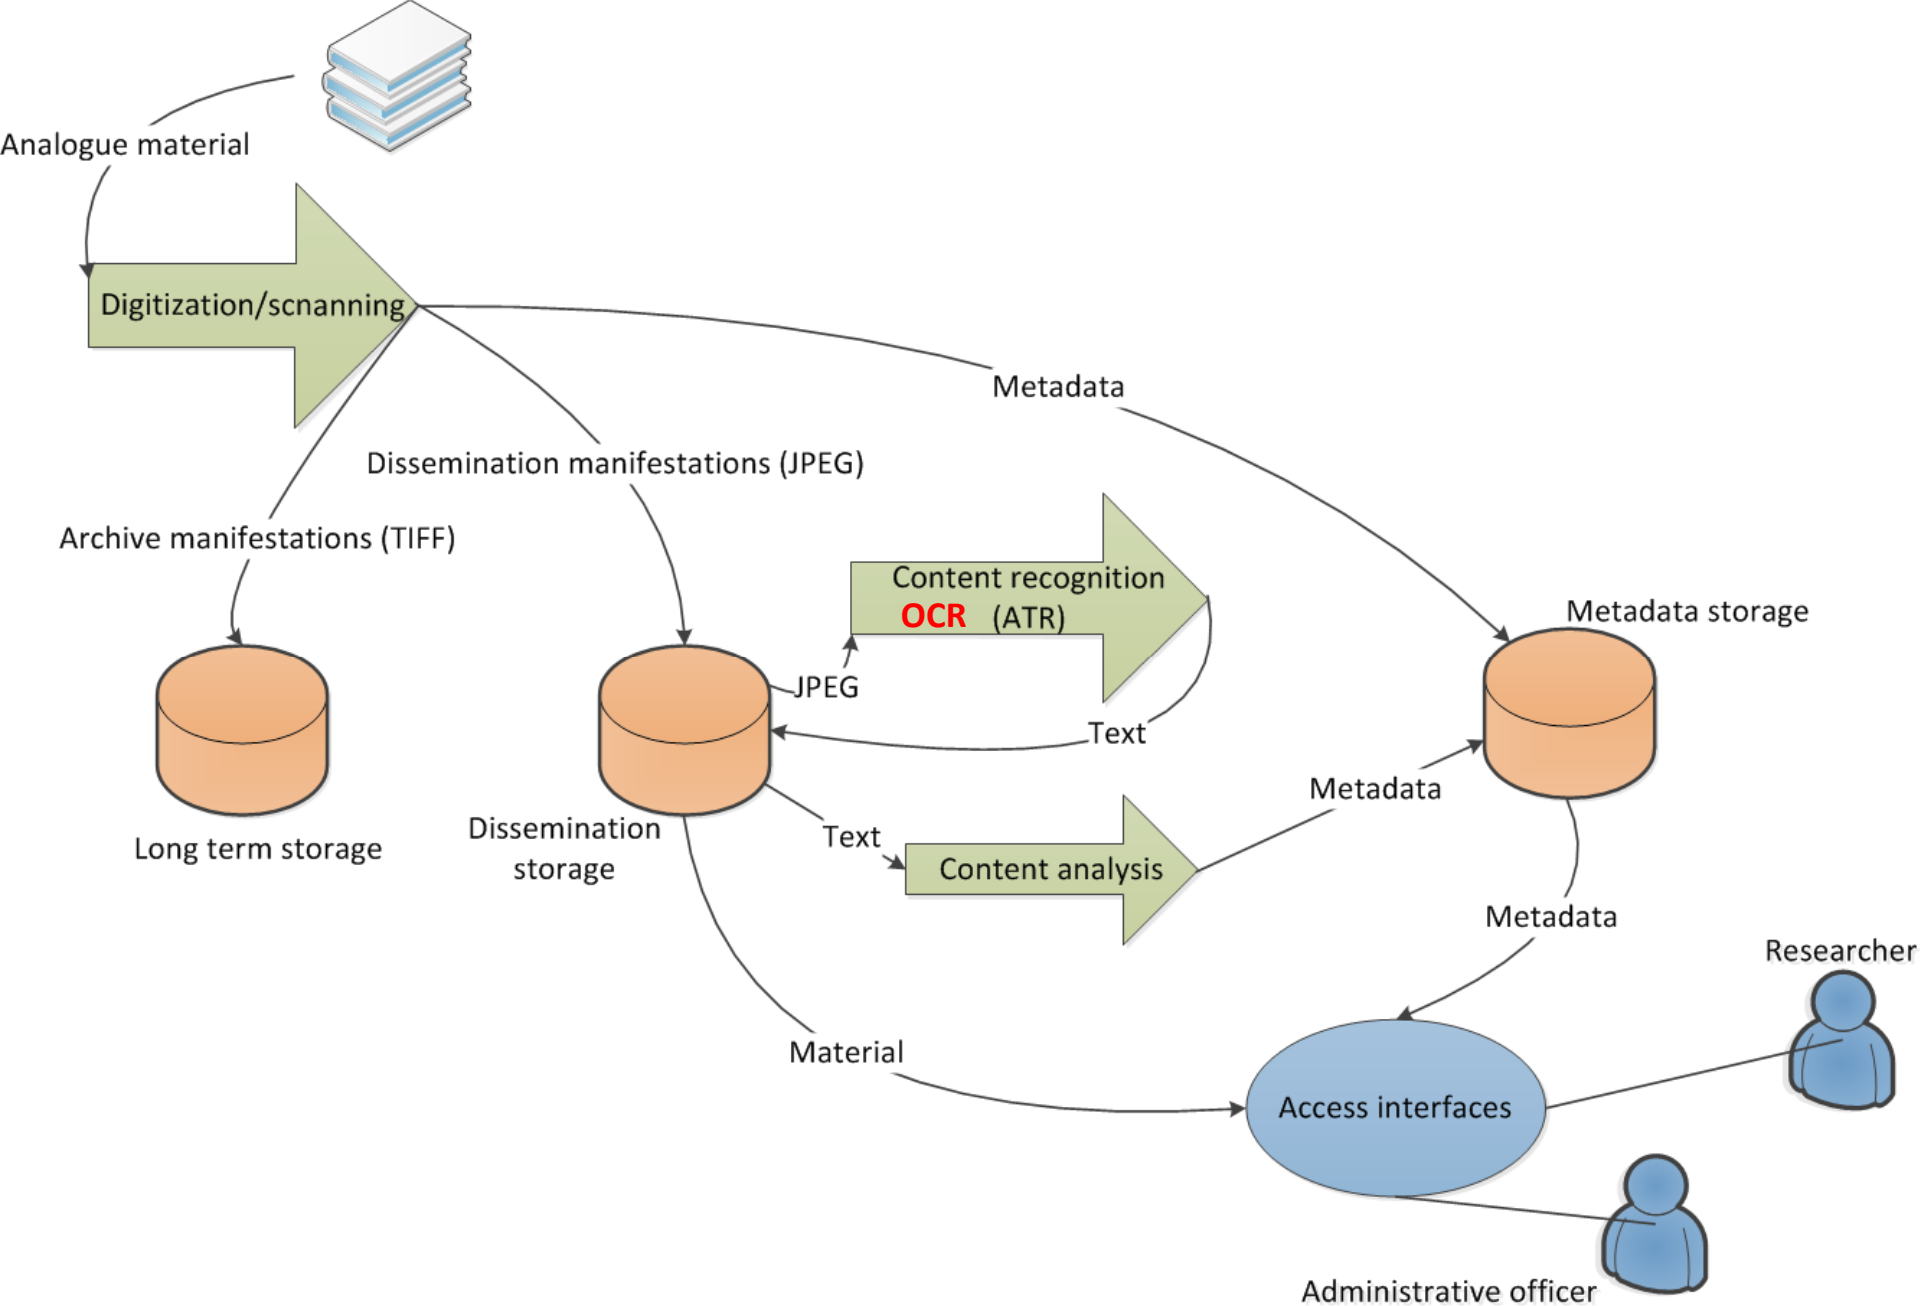 Analogue material
Digitization/scnanning
Metadata
Dissemination manifestations (JPEG)
Archive manifestations (TIFF)
Content recognition
OCR (ATR)
Metadata storage
JPEG
Text
Metadata
Dissemination
storage
Text
Long term storage
Content analysis
Metadata
Researcher
Material
Access interfaces
Administrative officer